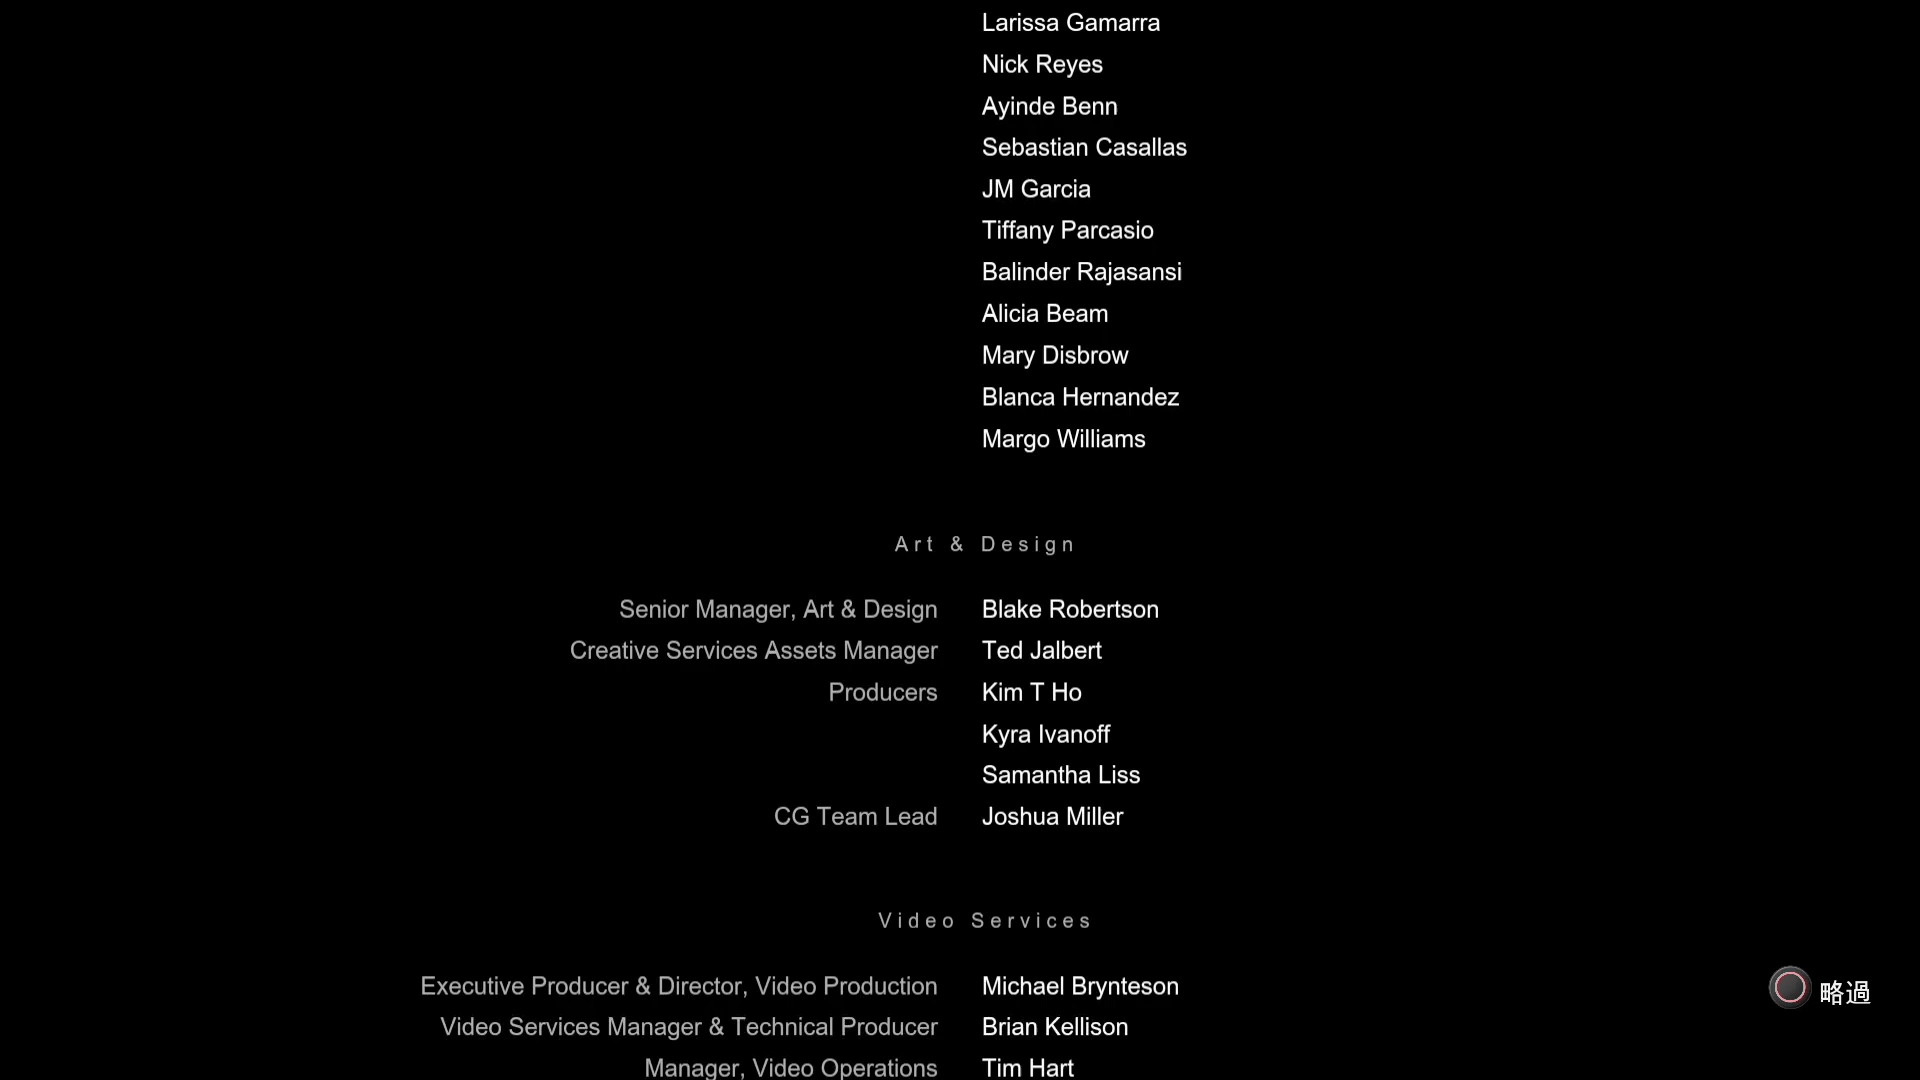 Larissa Gamarra
Nick Reyes
Ayinde Benn
Sebastian Casallas
JM Garcia
Tiffany Parcasio
Balinder Rajasansi
Alicia Beam
Mary Disbrow
Blanca Hernandez
Margo Williams
Art & Design
Senior Manager, Art & Design Blake Robertson
Creative Services Assets Manager Ted Jalbert
Producers Kim T Ho
Kyra Ivanoff
Samantha Liss
CG Team Lead Joshua Miller
Video Services
Executive Producer & Director, Video Production Michael Brynteson
Video Services Manager & Technical Producer Brian Kellison
Manager, Video Operations Tim Hart
略過